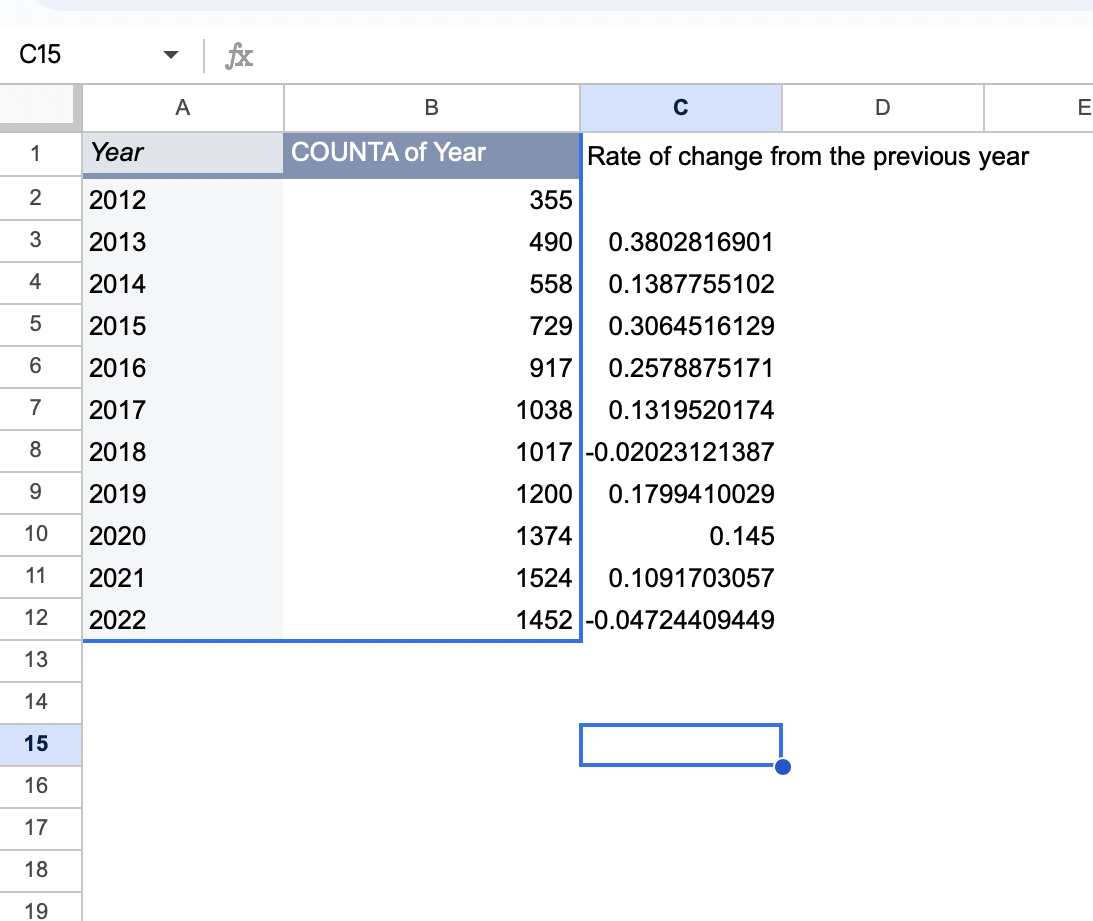 C15 fx
A B C D E
1 Year COUNTA of Year Rate of change from the previous year
2 2012 355
3 2013 490 0.3802816901
4 2014 558 0.1387755102
5 2015 729 0.3064516129
6 2016 917 0.2578875171
7 2017 1038 0.1319520174
8 2018 1017 -0.02023121387
9 2019 1200 0.1799410029
10 2020 1374 0.145
11 2021 1524 0.1091703057
12 2022 1452 -0.04724409449
13
14
15
16
17
18
19